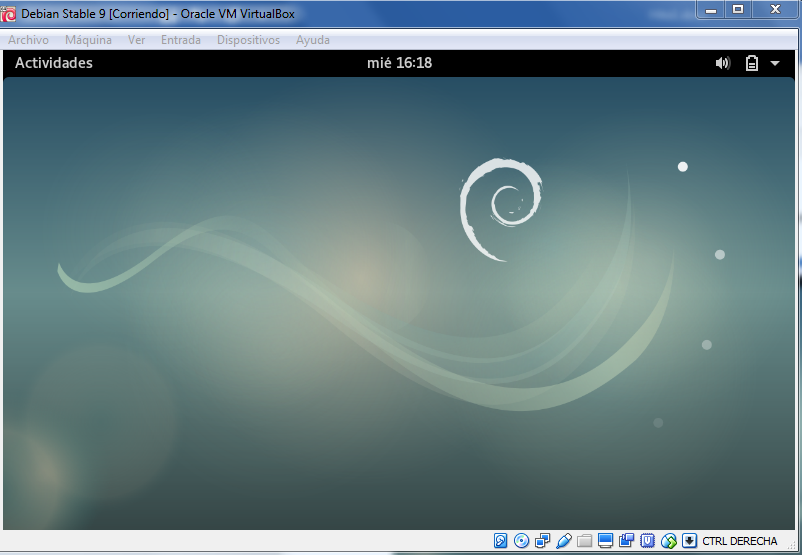 Debian Stable 9 [Corriendo] - Oracle VM VirtualBox
Archivo Máquina Ver Entrada Dispositivos Ayuda
Actividades mié 16:18
CTRL DERECHA